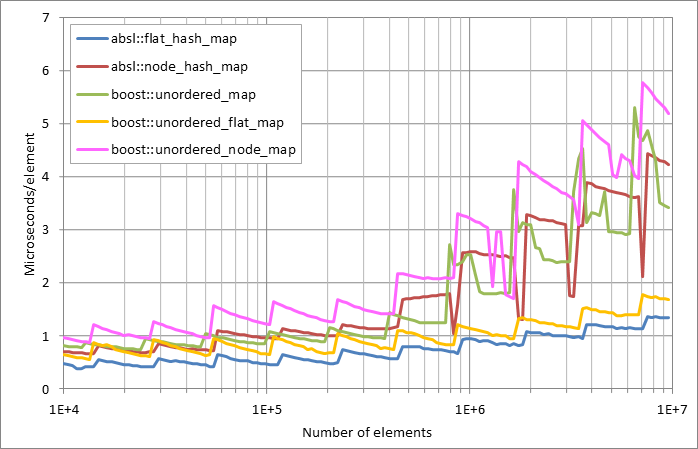 7
6
5
4
3
2
1
0
Microseconds/element
absl::flat_hash_map
absl::node_hash_map
boost::unordered_map
boost::unordered_flat_map
boost::unordered_node_map
1E+4 1E+5 1E+6 1E+7
Number of elements